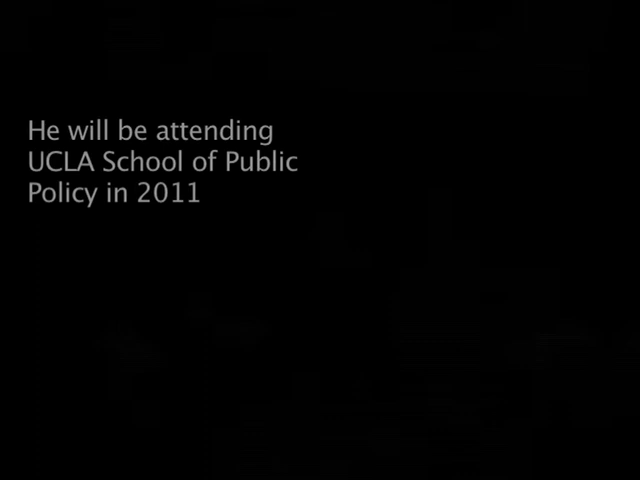 He will be attending
UCLA School of Public
Policy in 2011